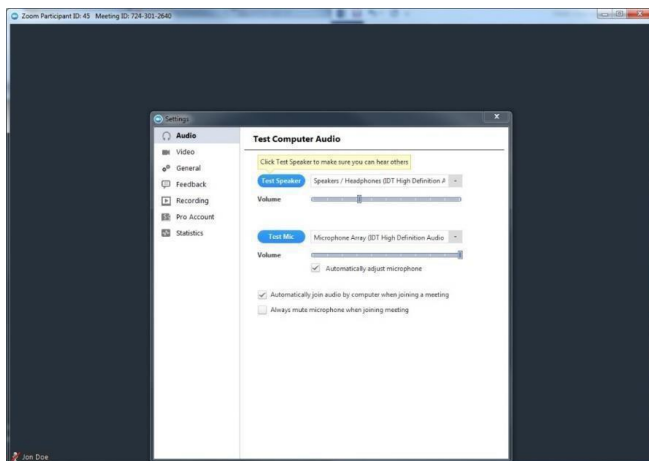 Zoom Participant ID: 45 Meeting ID: 724-301-2640
Settings
X
Audio
Video
General
Feedback
Recording
Pro Account
Statistics
Test Computer Audio
Click Test Speaker to make sure you can hear others
Test Speaker
Speakers / Headphones (IDT High Definition A
Volume
Test Mic
Microphone Array (IDT High Definition Audio
Volume
Automatically adjust microphone
Automatically join audio by computer when joining a meeting
Always mute microphone when joining meeting
Jon Doe